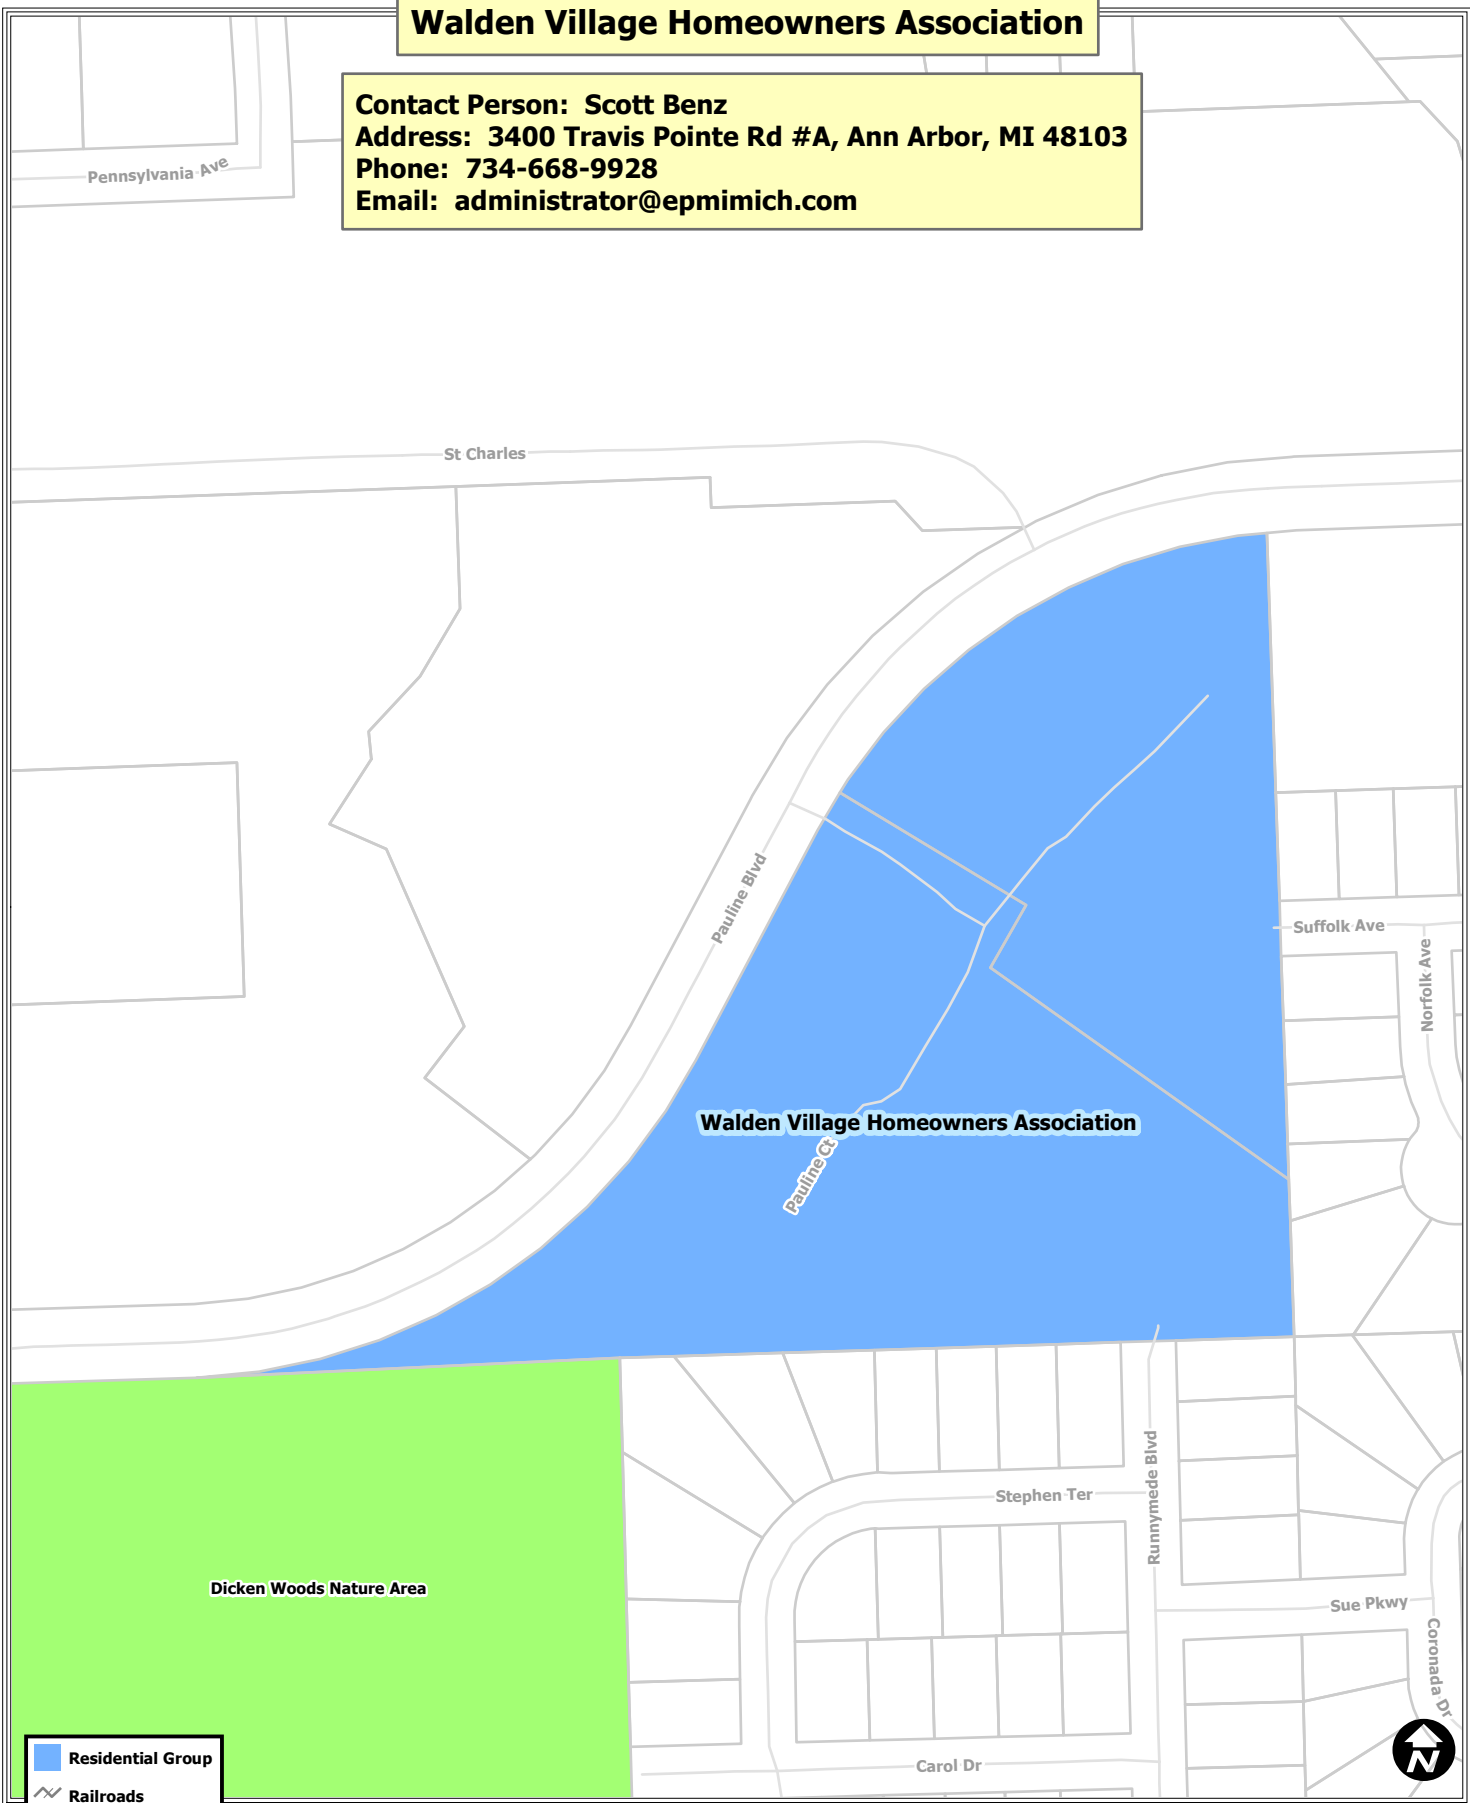 Walden Village Homeowners Association
Contact Person:  Scott Benz
Address:  3400 Travis Pointe Rd #A, Ann Arbor, MI 48103
Phone:  734-668-9928
Email:  administrator@epmimich.com
Pennsylvania Ave
St Charles
Pauline Blvd
Suffolk Ave
Norfolk Ave
Walden Village Homeowners Association
Pauline Ct
Runnymede Blvd
Stephen Ter
Dicken Woods Nature Area
Sue Pkwy
Coronada Dr
Carol Dr
Residential Group
Railroads
N